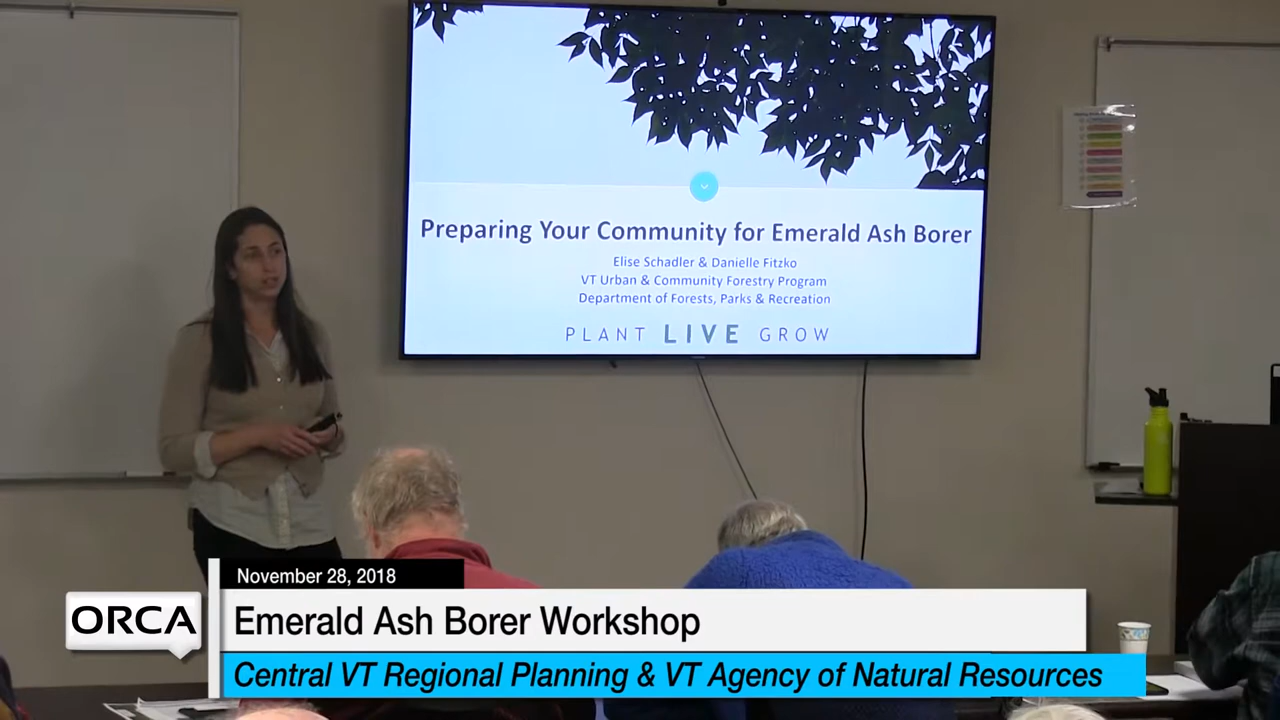 Preparing Your Community for Emerald Ash Borer
Elise Schadler & Danielle Fitzko
VT Urban & Community Forestry Program
Department of Forests, Parks & Recreation
PLANT LIVE GROW
November 28, 2018
ORCA
Emerald Ash Borer Workshop
Central VT Regional Planning & VT Agency of Natural Resources